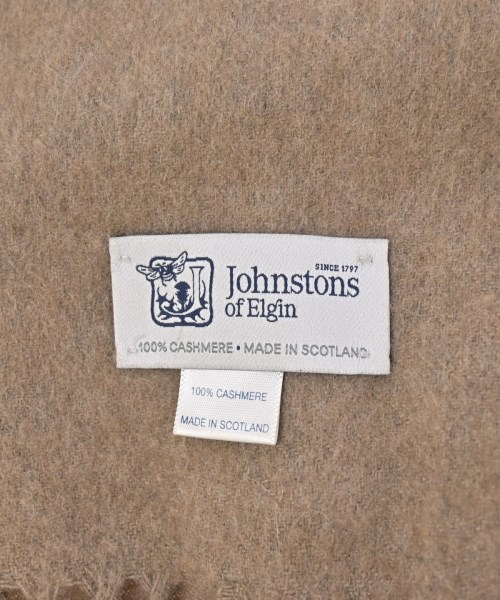 SINCE 1797
J Johnstons
of Elgin
100% CASHMERE • MADE IN SCOTLAND
100% CASHMERE
MADE IN SCOTLAND